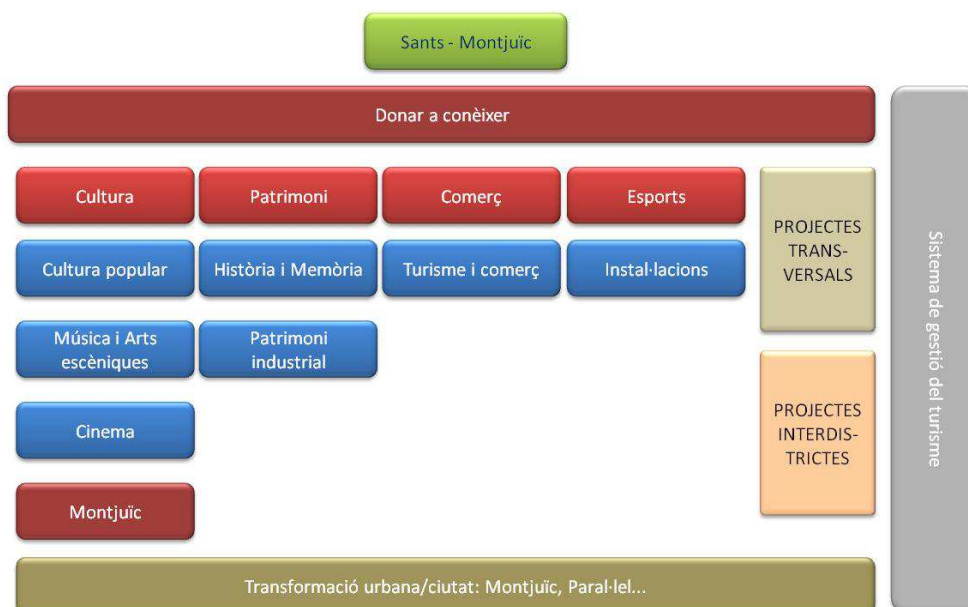 Sants - Montjuïc
Donar a conèixer
Cultura
Patrimoni
Comerç
Esports
PROJECTES
TRANS-
VERSALS
Cultura popular
Història i Memòria
Turisme i comerç
Instal·lacions
Música i Arts
escèniques
Patrimoni
industrial
PROJECTES
INTERDIS-
TRICTES
Cinema
Montjuïc
Transformació urbana/ciutat: Montjuïc, Paral·lel...
Sistema de gestió del turisme